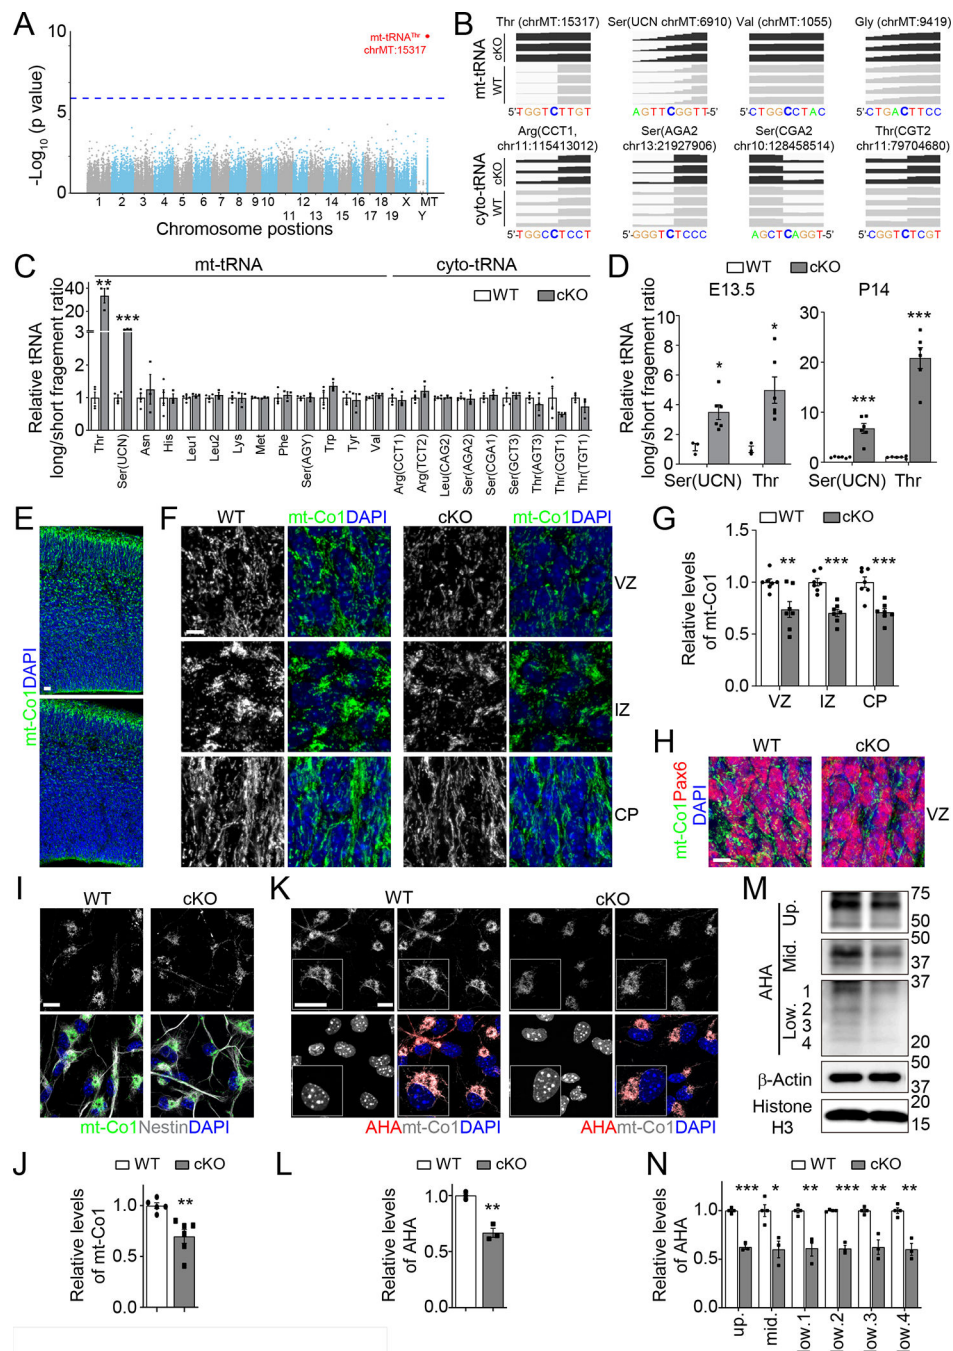 A
10
5
0
-Log10 (p value)
mt-tRNAThr
chrMT:15317
1 2 3 4 5 6 7 8 9 10 12 14 16 18 X MT
11 13 15 17 19 Y
Chromosome postions
B
Thr (chrMT:15317) Ser(UCN chrMT:6910) Val (chrMT:1055) Gly (chrMT:9419)
mt-tRNA
cKO
WT
5'-TGGTCTTGT AGTTCGGTT-5' 5'-CTGGCCTAC 5'-CTGACTTCC
Arg(CCT1, Ser(AGA2 Ser(CGA2 Thr(CGT2
chr11:115413012) chr13:21927906) chr10:128458514) chr11:79704680)
cyto-tRNA
cKO
WT
5'-TGGCCTCCT 5'-GGGTCTCCC AGCTCAGGT-5' 5'-CGGTCTCGT
C
mt-tRNA cyto-tRNA
WT cKO
Relative tRNA
long/short fragement ratio
40
20
3
2
1
0
**
***
Thr
Ser(UCN)
Asn
His
Leu1
Leu2
Lys
Met
Phe
Ser(AGY)
Trp
Tyr
Val
Arg(CCT1)
Arg(TCT2)
Leu(CAG2)
Ser(AGA2)
Ser(CGA1)
Ser(GCT3)
Thr(AGT3)
Thr(CGT1)
Thr(TGT1)
D
WT cKO
E13.5 P14
Relative tRNA
long/short fragement ratio
10
8
6
4
2
0
* *
30
20
10
0
*** ***
Ser(UCN) Thr Ser(UCN) Thr
E
mt-Co1DAPI
F
WT mt-Co1DAPI cKO mt-Co1DAPI
VZ
IZ
CP
G
WT cKO
Relative levels
of mt-Co1
1.5
1.0
0.5
0.0
** *** ***
VZ IZ CP
H
WT cKO
mt-Co1Pax6
DAPI
VZ
I
WT cKO
mt-Co1NestinDAPI
J
WT cKO
Relative levels
of mt-Co1
1.0
0.5
0.0
**
K
WT cKO
AHAmt-Co1DAPI AHAmt-Co1DAPI
L
WT cKO
Relative levels
of AHA
1.0
0.5
0.0
**
M
AHA
Up.
Mid.
Low.
1
2
3
4
75
50
50
37
37
20
β-Actin
50
37
Histone
H3
20
15
N
WT cKO
Relative levels
of AHA
1.0
0.5
0.0
*** * ** *** ** **
up.
mid.
low.1
low.2
low.3
low.4